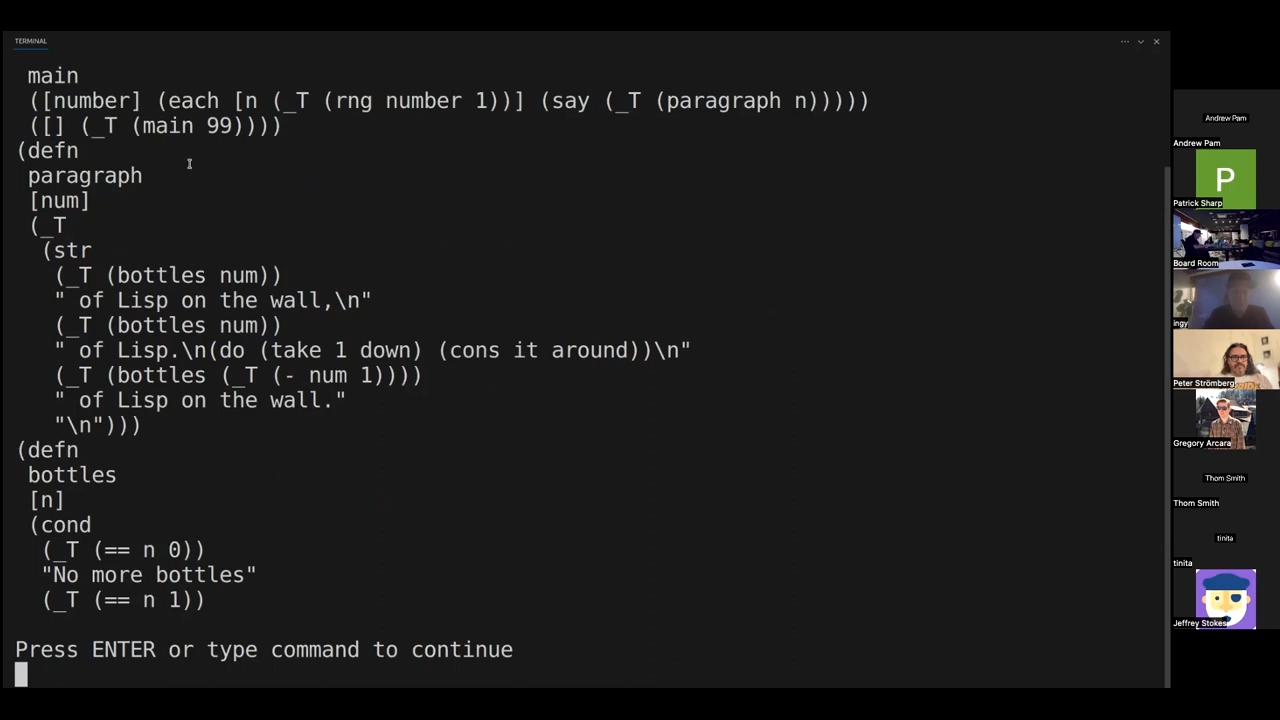 TERMINAL
main
([number] (each [n (_T (rng number 1))] (say (_T (paragraph n)))))
([] (_T (main 99))))
(defn
paragraph
[num]
(_T
(str
(_T (bottles num))
" of Lisp on the wall,\n"
(_T (bottles num))
" of Lisp.\n(do (take 1 down) (cons it around))\n"
(_T (bottles (_T (- num 1))))
" of Lisp on the wall."
"\n")))
(defn
bottles
[n]
(cond
(_T (== n 0))
"No more bottles"
(_T (== n 1))
Press ENTER or type command to continue
Andrew Pam
Andrew Pam
P
Patrick Sharp
Board Room
ingy
Peter Strömberg
Gregory Arcara
Thom Smith
Thom Smith
tinita
tinita
Jeffrey Stokes